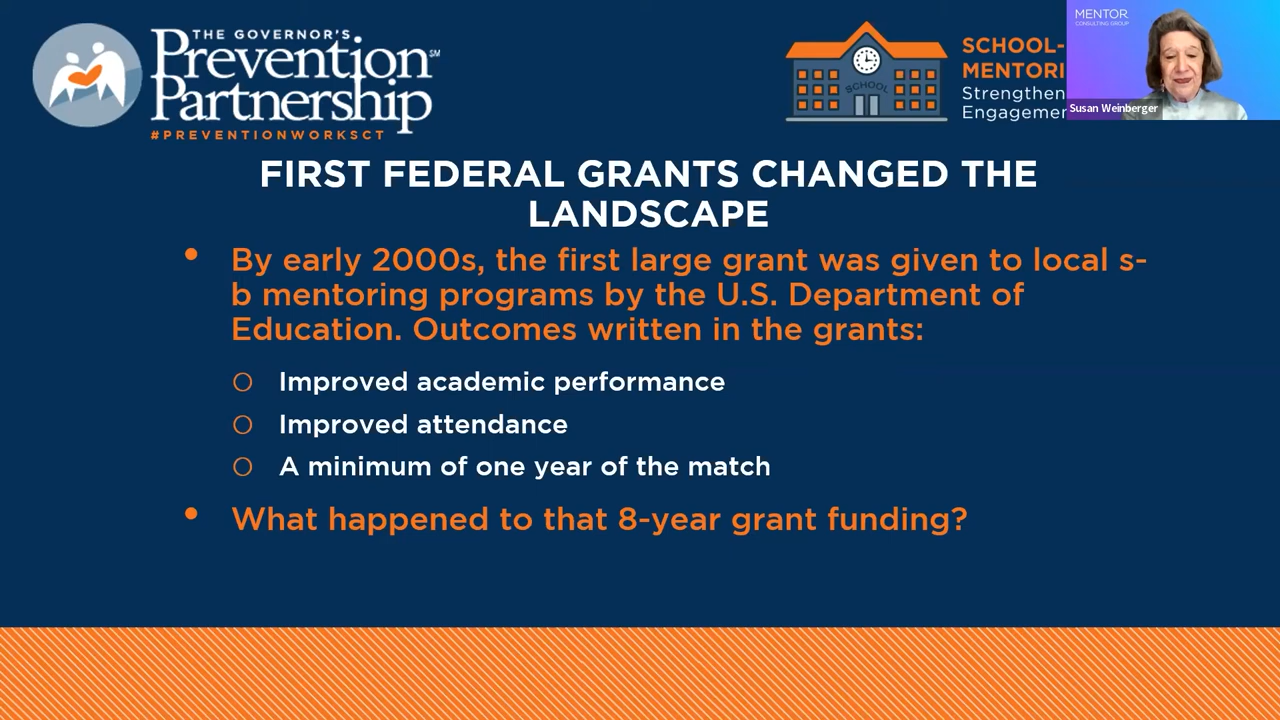 THE GOVERNOR'S
Prevention
Partnership℠
#PREVENTIONWORKSCT
SCHOOL
SCHOOL-
MENTORI
Strengthen
Engagemen
MENTOR
CONSULTING GROUP
Susan Weinberger
FIRST FEDERAL GRANTS CHANGED THE
LANDSCAPE
• By early 2000s, the first large grant was given to local s-
b mentoring programs by the U.S. Department of
Education. Outcomes written in the grants:
○ Improved academic performance
○ Improved attendance
○ A minimum of one year of the match
• What happened to that 8-year grant funding?